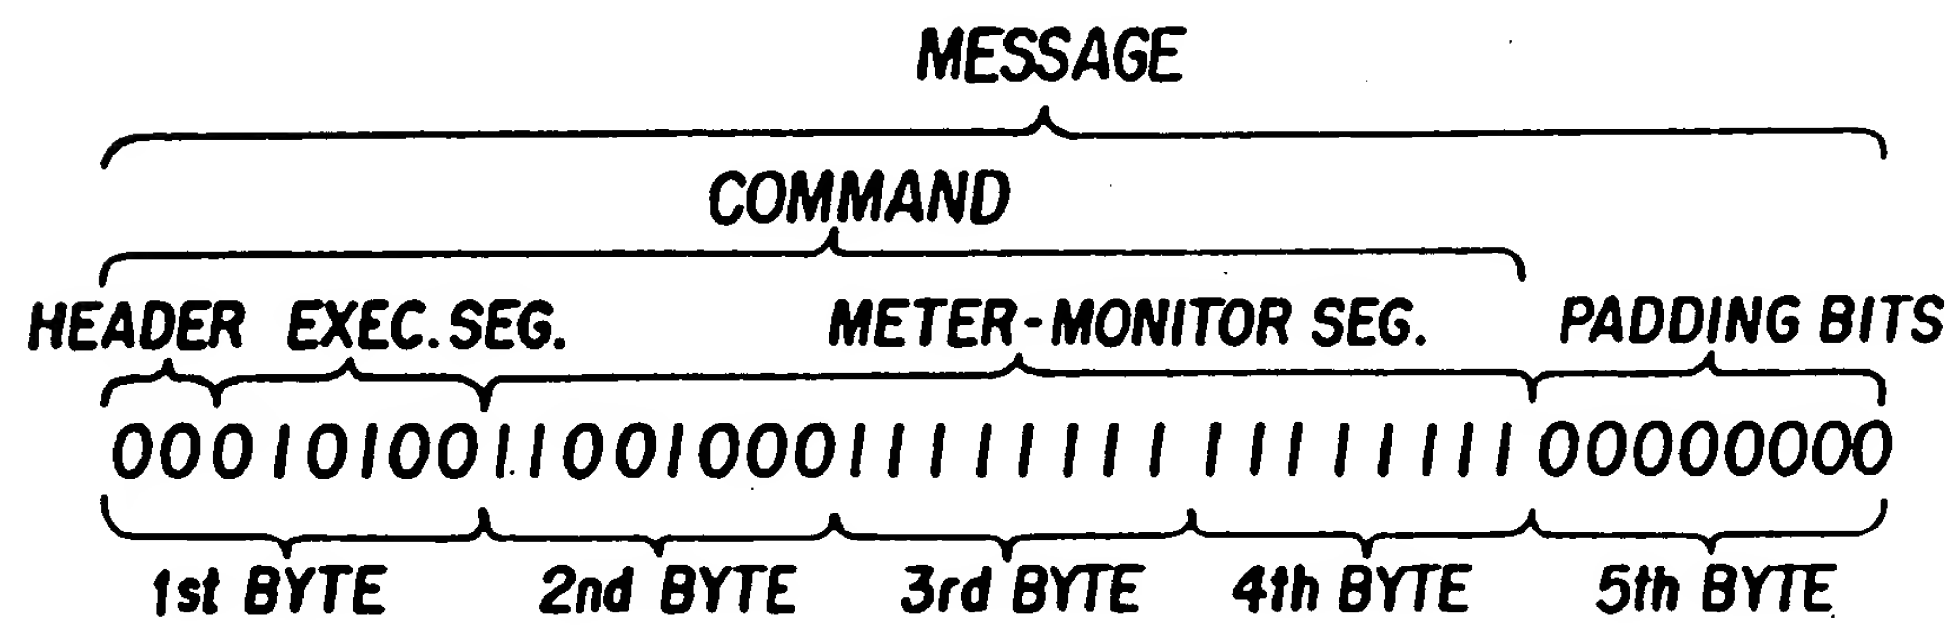 MESSAGE
COMMAND
HEADER EXEC. SEG. METER-MONITOR SEG. PADDING BITS
0001010011001000111111111111111100000000
1st BYTE 2nd BYTE 3rd BYTE 4th BYTE 5th BYTE